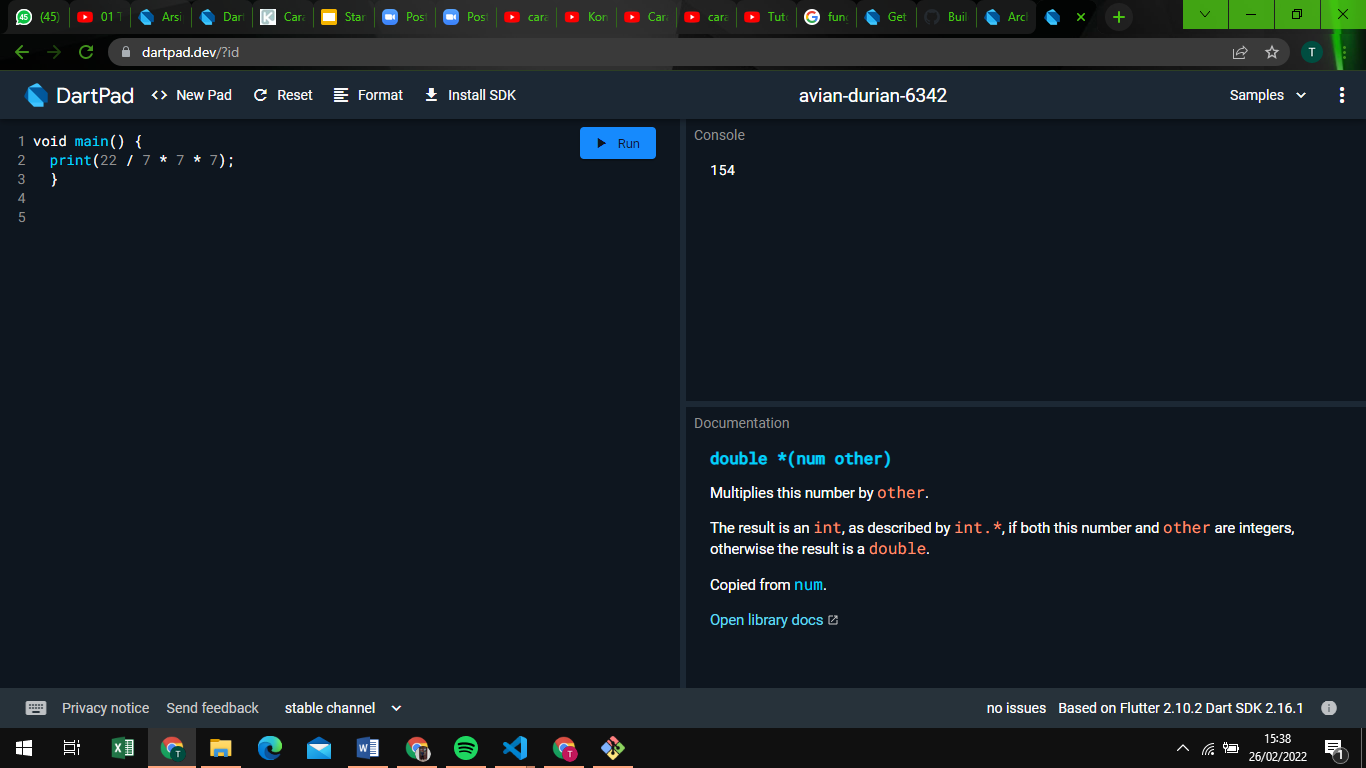 (45) 01 T Arsi Dart Cara Star Post Post cara Kon Cara cara Tuto fung Get Buil Arch
dartpad.dev/?id
T
DartPad <> New Pad Reset Format Install SDK avian-durian-6342 Samples
1 void main() {
2 print(22 / 7 * 7 * 7);
3 }
4
5
Run
Console
154
Documentation
double *(num other)
Multiplies this number by other.
The result is an int, as described by int.*, if both this number and other are integers,
otherwise the result is a double.
Copied from num.
Open library docs
Privacy notice Send feedback stable channel no issues Based on Flutter 2.10.2 Dart SDK 2.16.1
15:38
26/02/2022
1